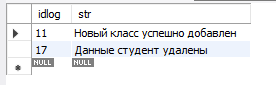 idlog str
11 Новый класс успешно добавлен
17 Данные студент удалены
NULL NULL